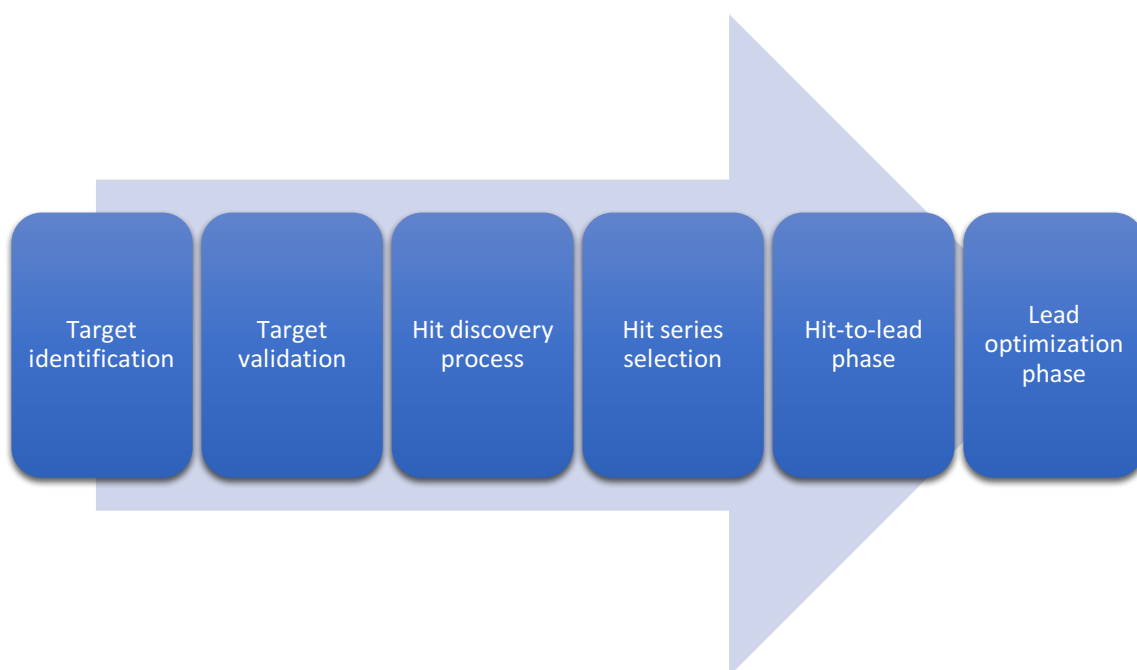 Target
identification
Target
validation
Hit discovery
process
Hit series
selection
Hit-to-lead
phase
Lead
optimization
phase